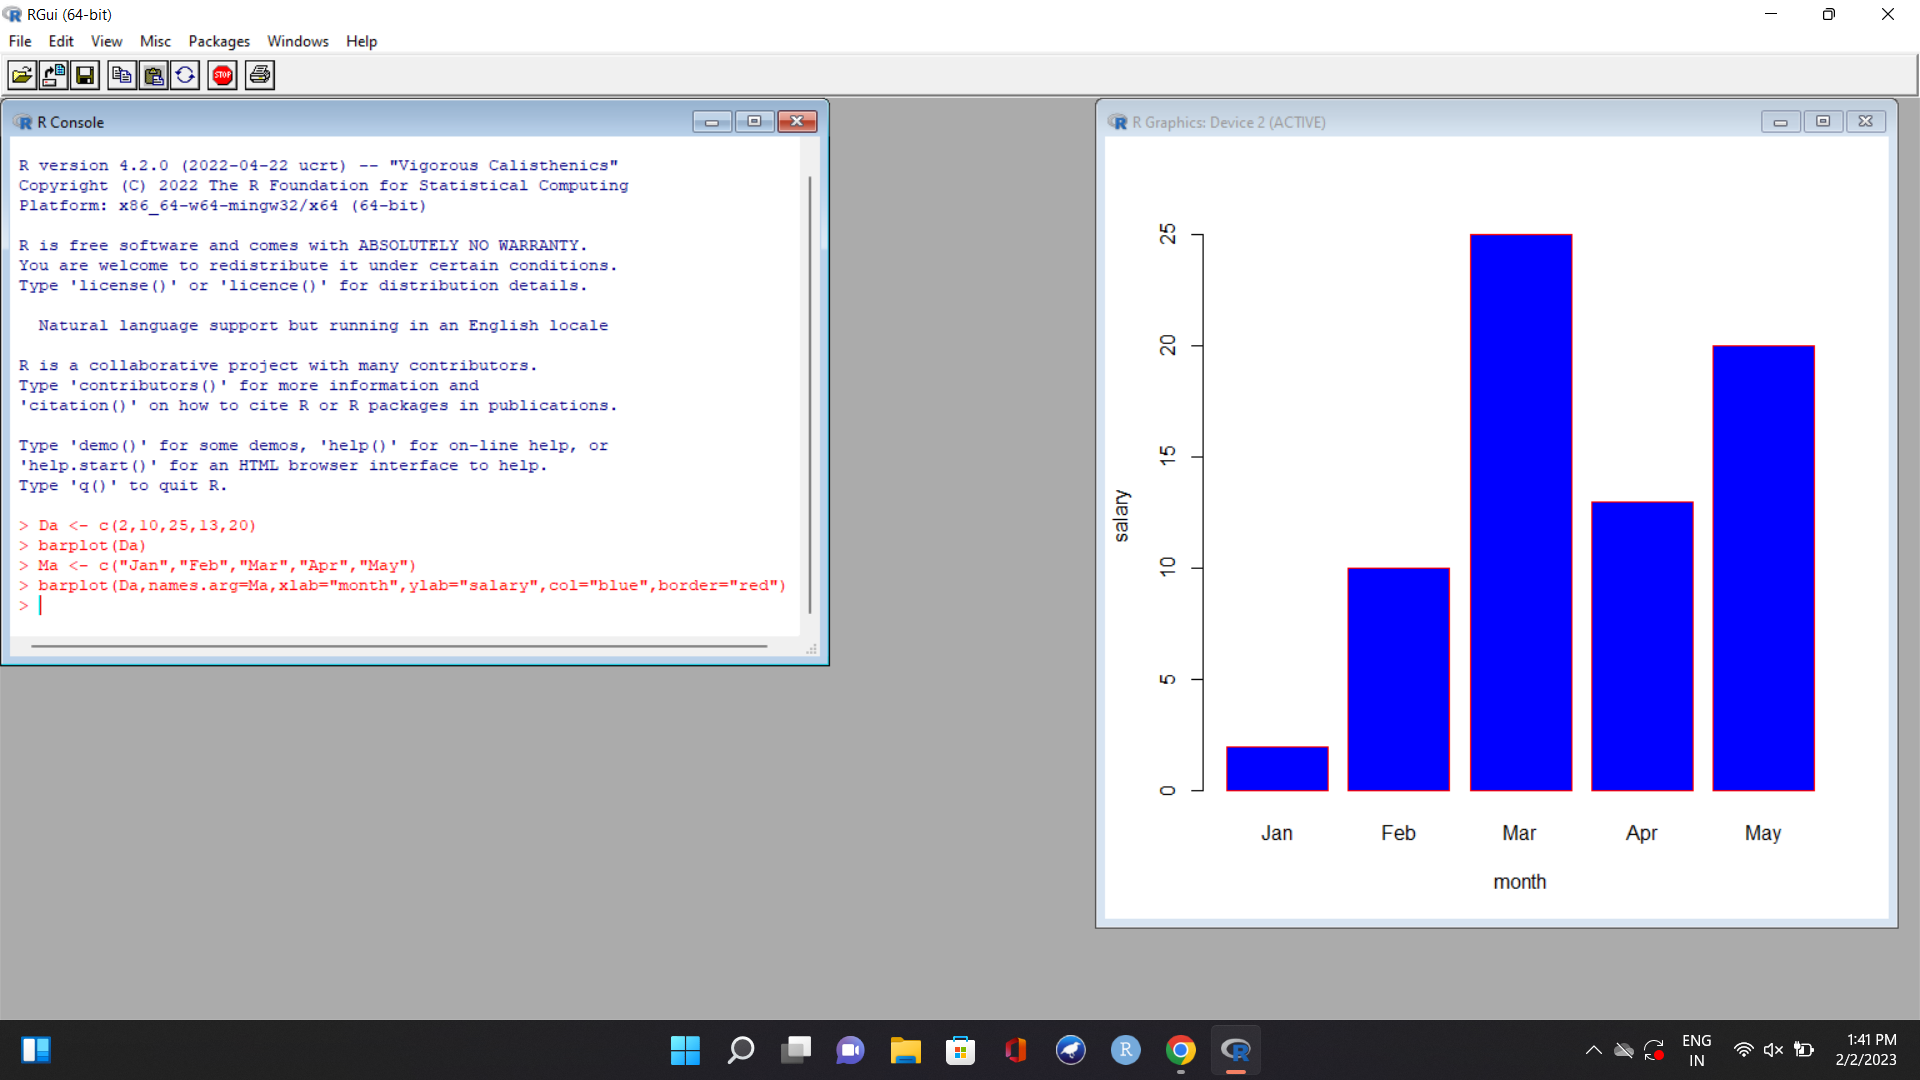 RGui (64-bit)
File Edit View Misc Packages Windows Help
STOP
R Console
R version 4.2.0 (2022-04-22 ucrt) -- "Vigorous Calisthenics"
Copyright (C) 2022 The R Foundation for Statistical Computing
Platform: x86_64-w64-mingw32/x64 (64-bit)
R is free software and comes with ABSOLUTELY NO WARRANTY.
You are welcome to redistribute it under certain conditions.
Type 'license()' or 'licence()' for distribution details.
Natural language support but running in an English locale
R is a collaborative project with many contributors.
Type 'contributors()' for more information and
'citation()' on how to cite R or R packages in publications.
Type 'demo()' for some demos, 'help()' for on-line help, or
'help.start()' for an HTML browser interface to help.
Type 'q()' to quit R.
> Da <- c(2,10,25,13,20)
> barplot(Da)
> Ma <- c("Jan","Feb","Mar","Apr","May")
> barplot(Da,names.arg=Ma,xlab="month",ylab="salary",col="blue",border="red")
>
R Graphics: Device 2 (ACTIVE)
25
20
15
10
5
0
salary
Jan Feb Mar Apr May
month
ENG
IN
1:41 PM
2/2/2023